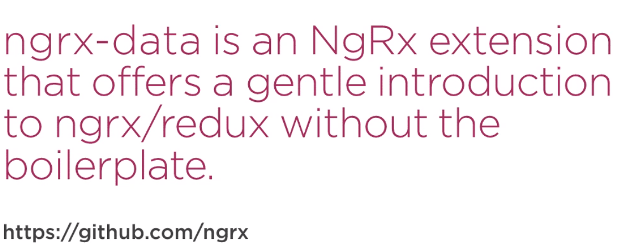 ngrx-data is an NgRx extension
that offers a gentle introduction
to ngrx/redux without the
boilerplate.
https://github.com/ngrx